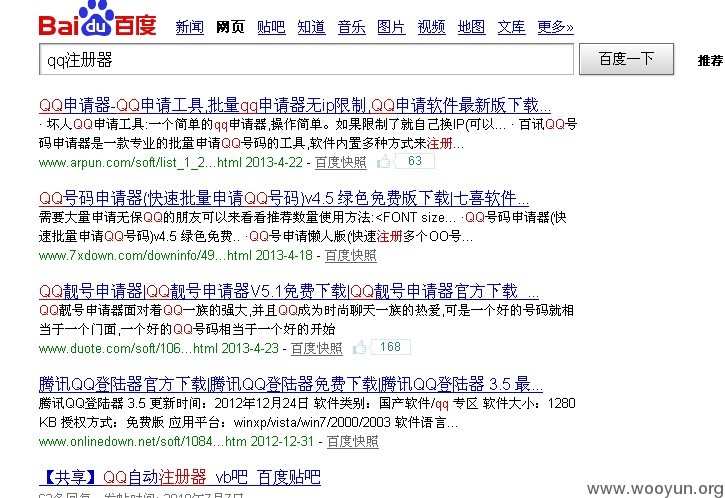 Bai du 百度 新闻 网页 贴吧 知道 音乐 图片 视频 地图 文库 更多»
qq注册器 百度一下 推荐
QQ申请器-QQ申请工具,批量qq申请器无ip限制,QQ申请软件最新版下载...
· 坏人QQ申请工具:一个简单的qq申请器,操作简单。如果限制了就自己换IP(可以... · 百讯QQ号
码申请器是一款专业的批量申请QQ号码的工具,软件内置多种方式来注册...
www.arpun.com/soft/list_1_2...html 2013-4-22 - 百度快照 63
QQ号码申请器(快速批量申请QQ号码)v4.5 绿色免费版下载|七喜软件...
需要大量申请无保QQ的朋友可以来看看推荐数量使用方法:<FONT size... ·QQ号码申请器(快
速批量申请QQ号码)v4.5 绿色免费.. ·QQ号申请懒人版(快速注册多个OO号...
www.7xdown.com/downinfo/49...html 2013-4-18 - 百度快照
QQ靓号申请器|QQ靓号申请器V5.1免费下载|QQ靓号申请器官方下载_...
QQ靓号申请器面对着QQ一族的强大,并且QQ成为时尚聊天一族的热爱,可是一个好的号码就相
当于一个门面,一个好的QQ号码相当于一个好的开始
www.duote.com/soft/106...html 2013-4-23 - 百度快照 168
腾讯QQ登陆器官方下载|腾讯QQ登陆器免费下载|腾讯QQ登陆器 3.5 最...
腾讯QQ登陆器 3.5 更新时间：2012年12月24日 软件类别：国产软件/qq 专区 软件大小：1280
KB 授权方式：免费版 应用平台：winxp/vista/win7/2000/2003 软件语言...
www.onlinedown.net/soft/1084...htm 2012-12-31 - 百度快照
【共享】QQ自动注册器_vb吧_百度贴吧
www.wooyun.org